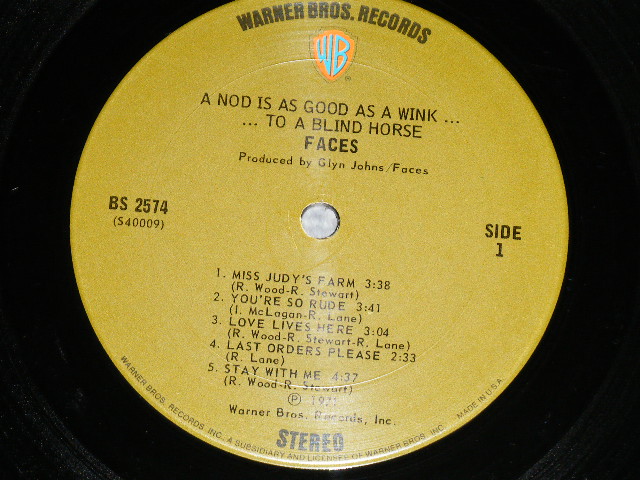 WARNER BROS. RECORDS
WB
®
A NOD IS AS GOOD AS A WINK ...
... TO A BLIND HORSE
FACES
Produced by Glyn Johns/Faces
BS 2574
(S40009)
SIDE
1
1. MISS JUDY'S FARM 3:38
(R. Wood-R. Stewart)
2. YOU'RE SO RUDE 3:41
(I. McLagan-R. Lane)
3. LOVE LIVES HERE 3:04
(R. Wood-R. Stewart-R. Lane)
4. LAST ORDERS PLEASE 2:33
(R. Lane)
5. STAY WITH ME 4:37
(R. Wood-R. Stewart)
Ⓟ 1971
Warner Bros. Records, Inc.
STEREO
WARNER BROS. RECORDS INC. A SUBSIDIARY AND LICENSEE OF WARNER BROS. INC. MADE IN U.S.A.